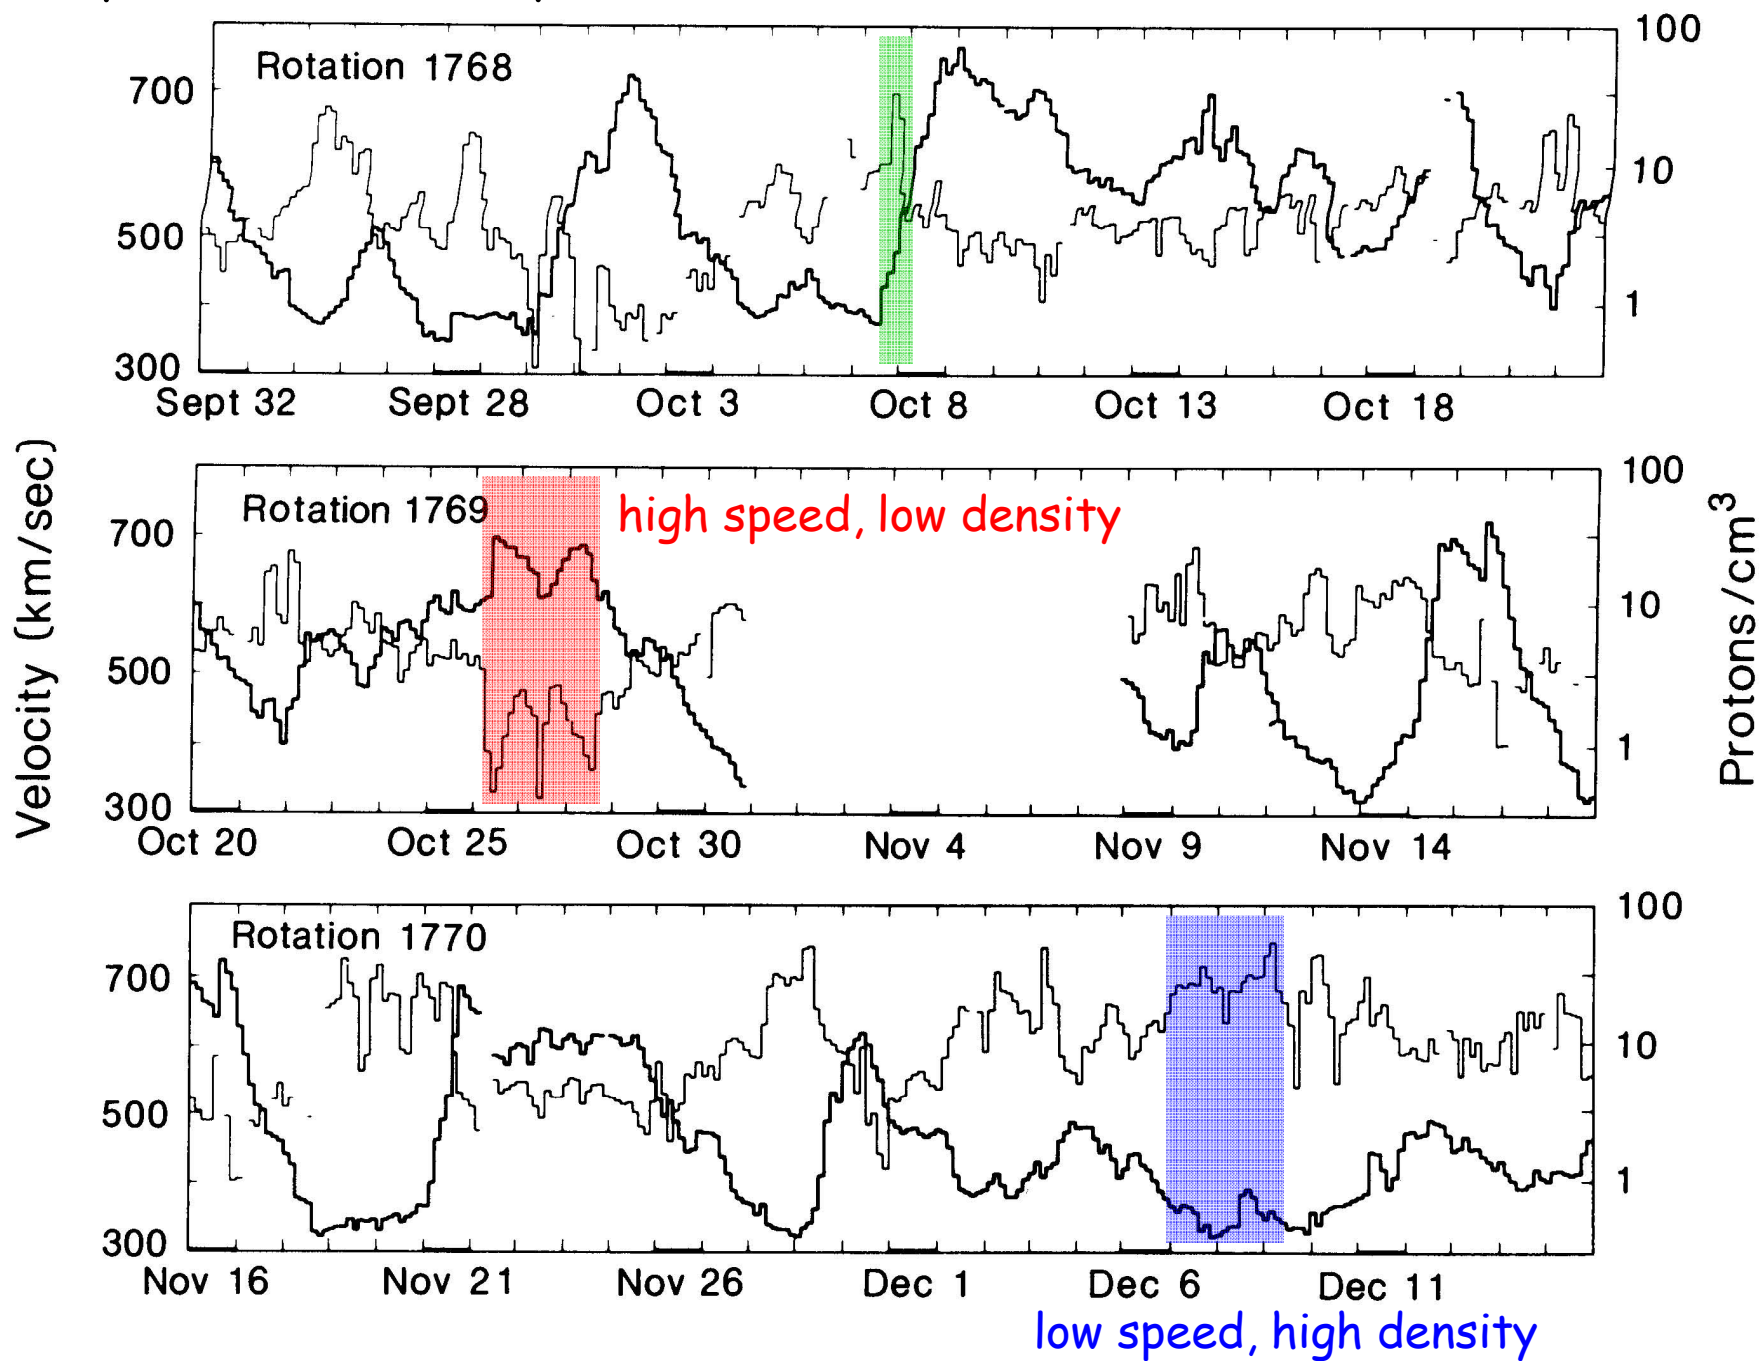 Rotation 1768
100
700
10
500
1
300
Sept 32 Sept 28 Oct 3 Oct 8 Oct 13 Oct 18
Velocity (km/sec)
Protons/cm³
Rotation 1769
high speed, low density
100
700
10
500
1
300
Oct 20 Oct 25 Oct 30 Nov 4 Nov 9 Nov 14
Rotation 1770
100
700
10
500
1
300
Nov 16 Nov 21 Nov 26 Dec 1 Dec 6 Dec 11
low speed, high density